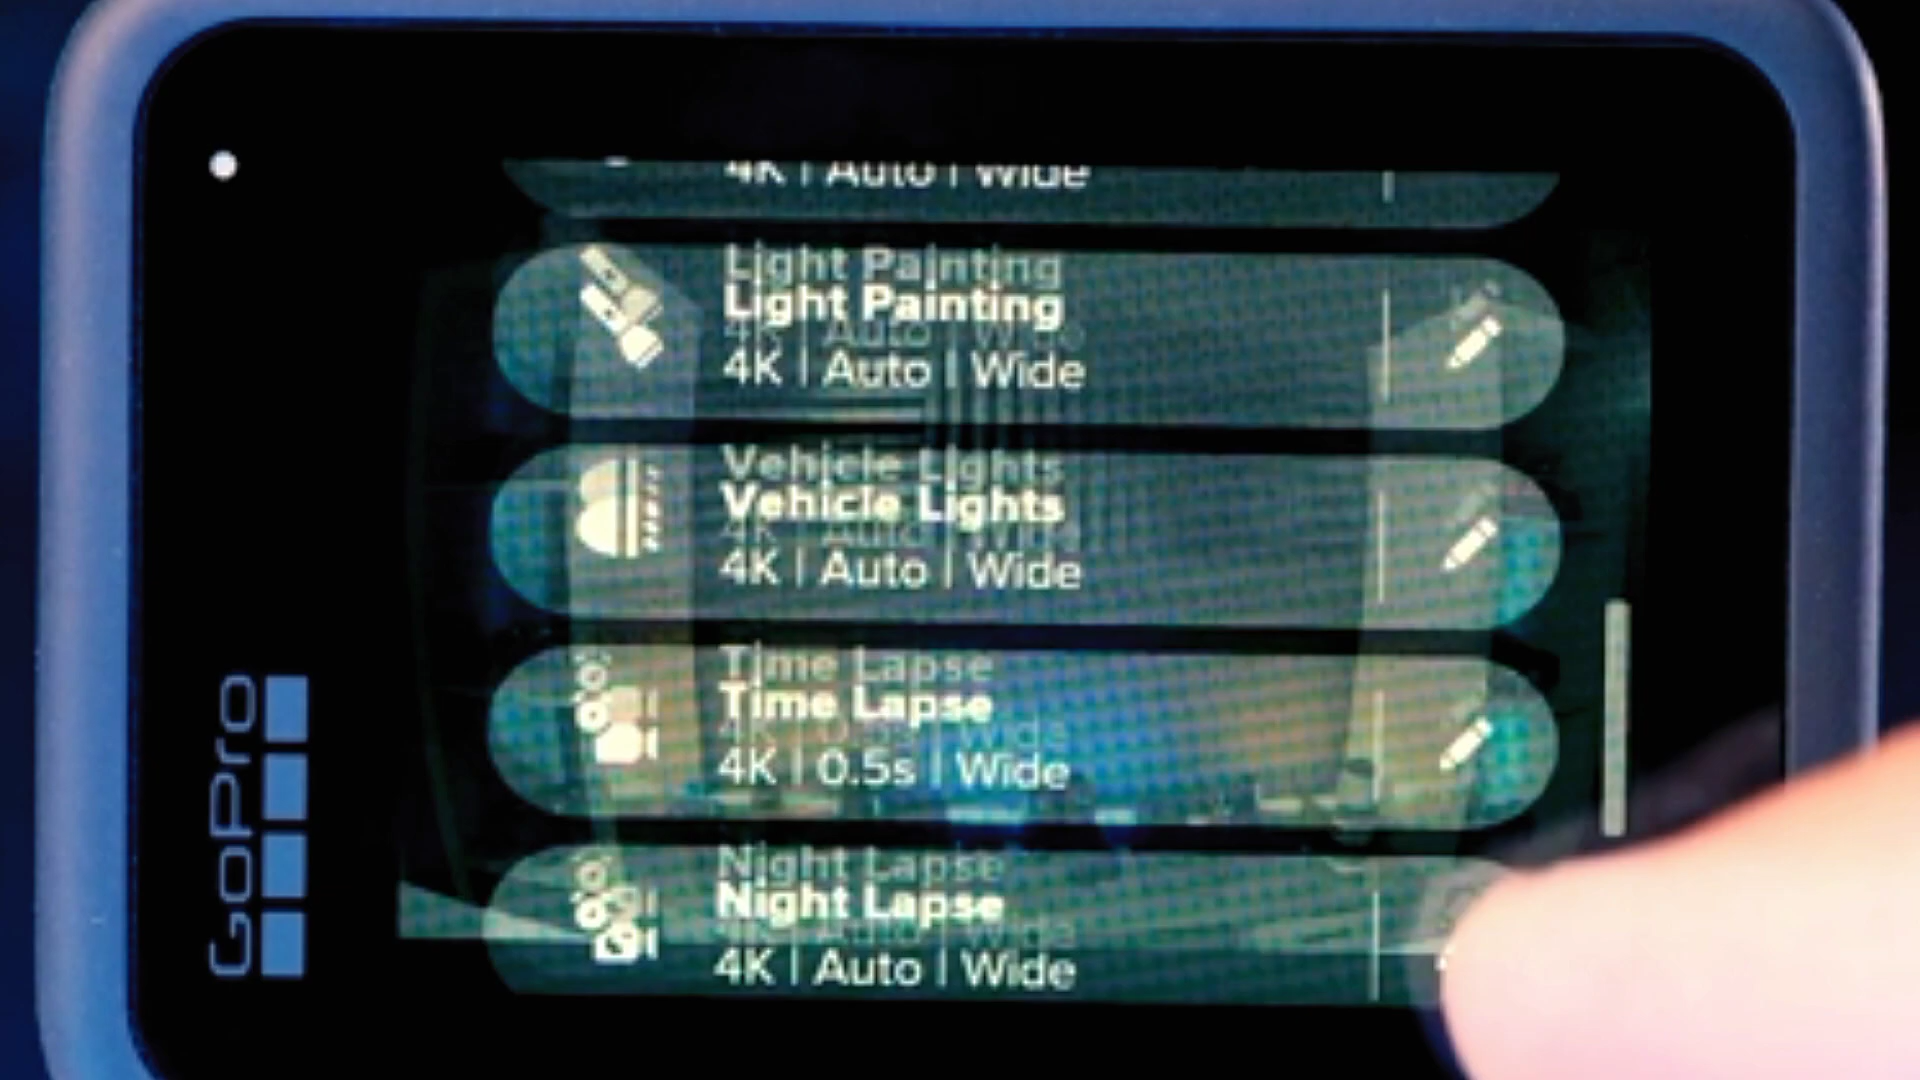 4K | Auto | Wide
Light Painting
4K | Auto | Wide
Vehicle Lights
4K | Auto | Wide
Time Lapse
4K | 0.5s | Wide
Night Lapse
4K | Auto | Wide
GoPro